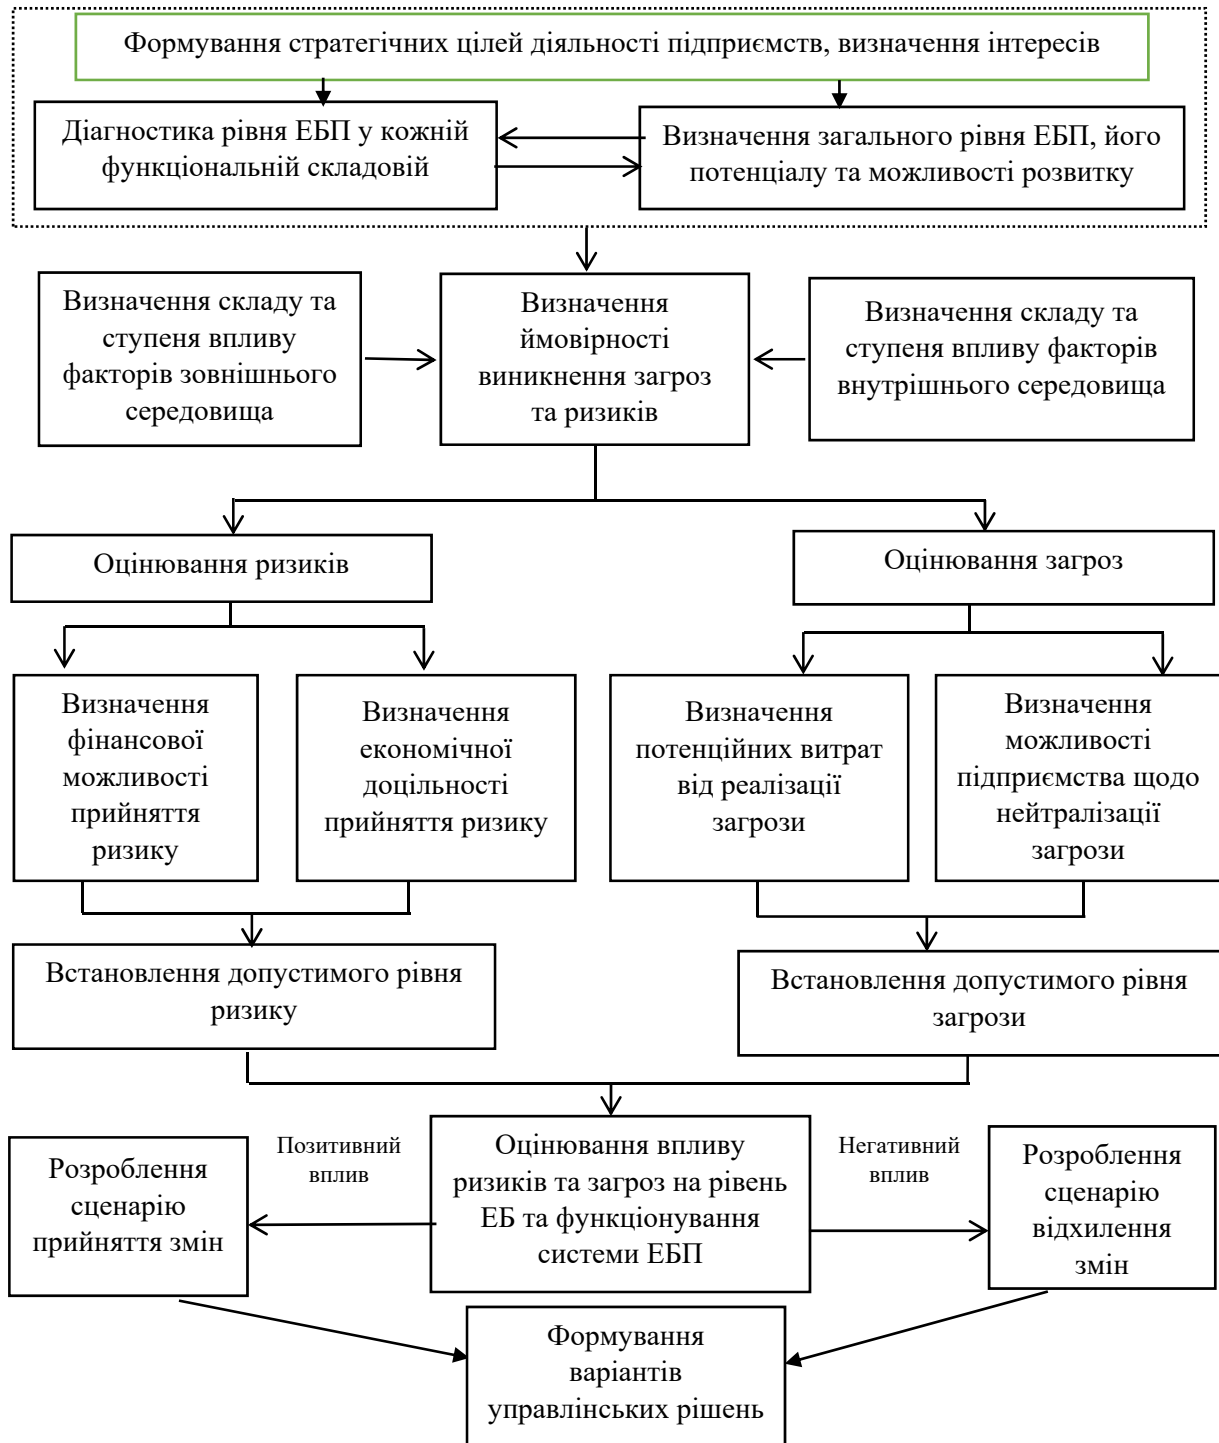 Формування стратегічних цілей діяльності підприємств, визначення інтересів
Діагностика рівня ЕБП у кожній
функціональній складовій
Визначення загального рівня ЕБП, його
потенціалу та можливості розвитку
Визначення складу та
ступеня впливу
факторів зовнішнього
середовища
Визначення
ймовірності
виникнення загроз
та ризиків
Визначення складу та
ступеня впливу факторів
внутрішнього середовища
Оцінювання ризиків
Оцінювання загроз
Визначення
фінансової
можливості
прийняття
ризику
Визначення
економічної
доцільності
прийняття ризику
Визначення
потенційних витрат
від реалізації
загрози
Визначення
можливості
підприємства щодо
нейтралізації
загрози
Встановлення допустимого рівня
ризику
Встановлення допустимого рівня
загрози
Розроблення
сценарію
прийняття змін
Позитивний
вплив
Оцінювання впливу
ризиків та загроз на рівень
ЕБ та функціонування
системи ЕБП
Негативний
вплив
Розроблення
сценарію
відхилення
змін
Формування
варіантів
управлінських рішень